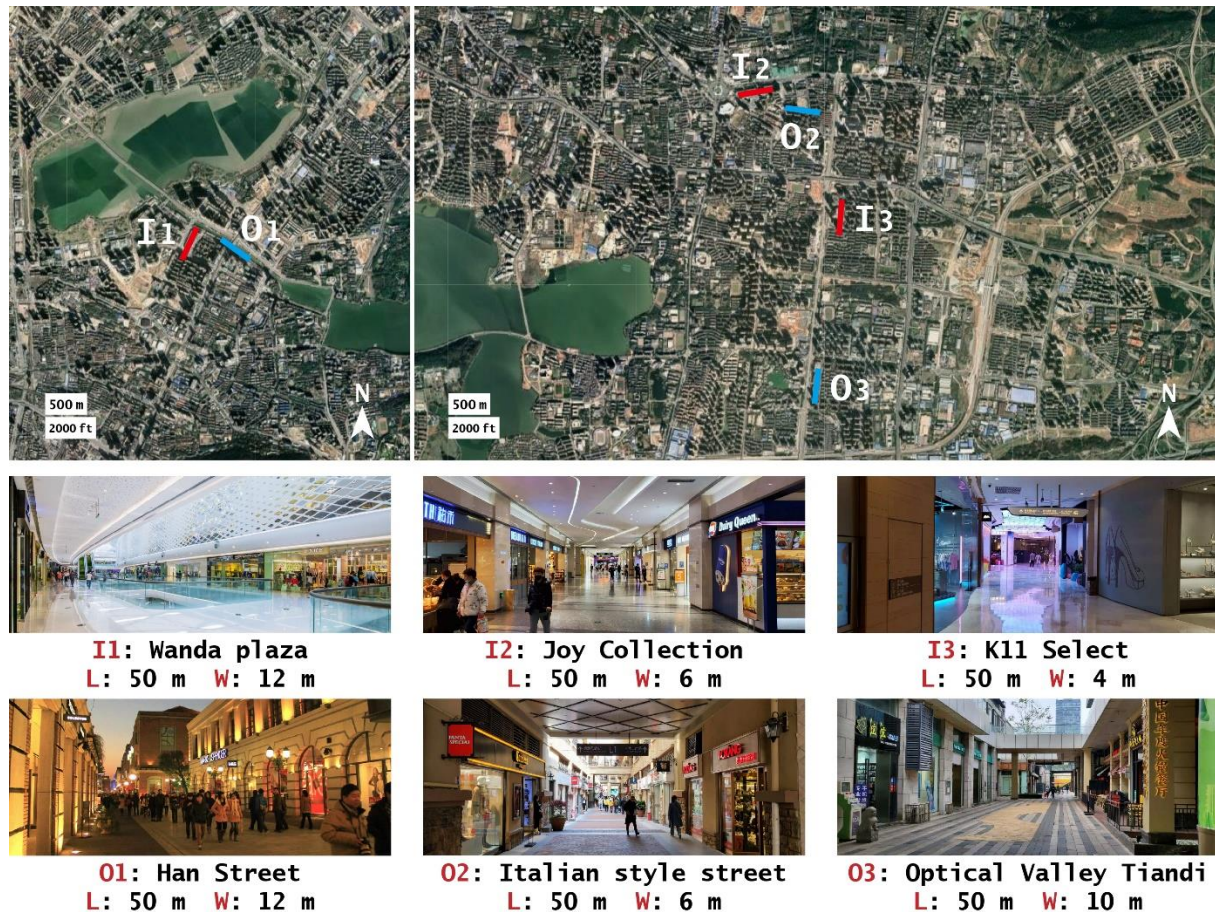 I1
O1
500 m
2000 ft
N
I2
O2
I3
O3
500 m
2000 ft
N
Dairy Queen
I1: Wanda plaza
L: 50 m W: 12 m
I2: Joy Collection
L: 50 m W: 6 m
I3: K11 Select
L: 50 m W: 4 m
O1: Han Street
L: 50 m W: 12 m
O2: Italian style street
L: 50 m W: 6 m
O3: Optical Valley Tiandi
L: 50 m W: 10 m